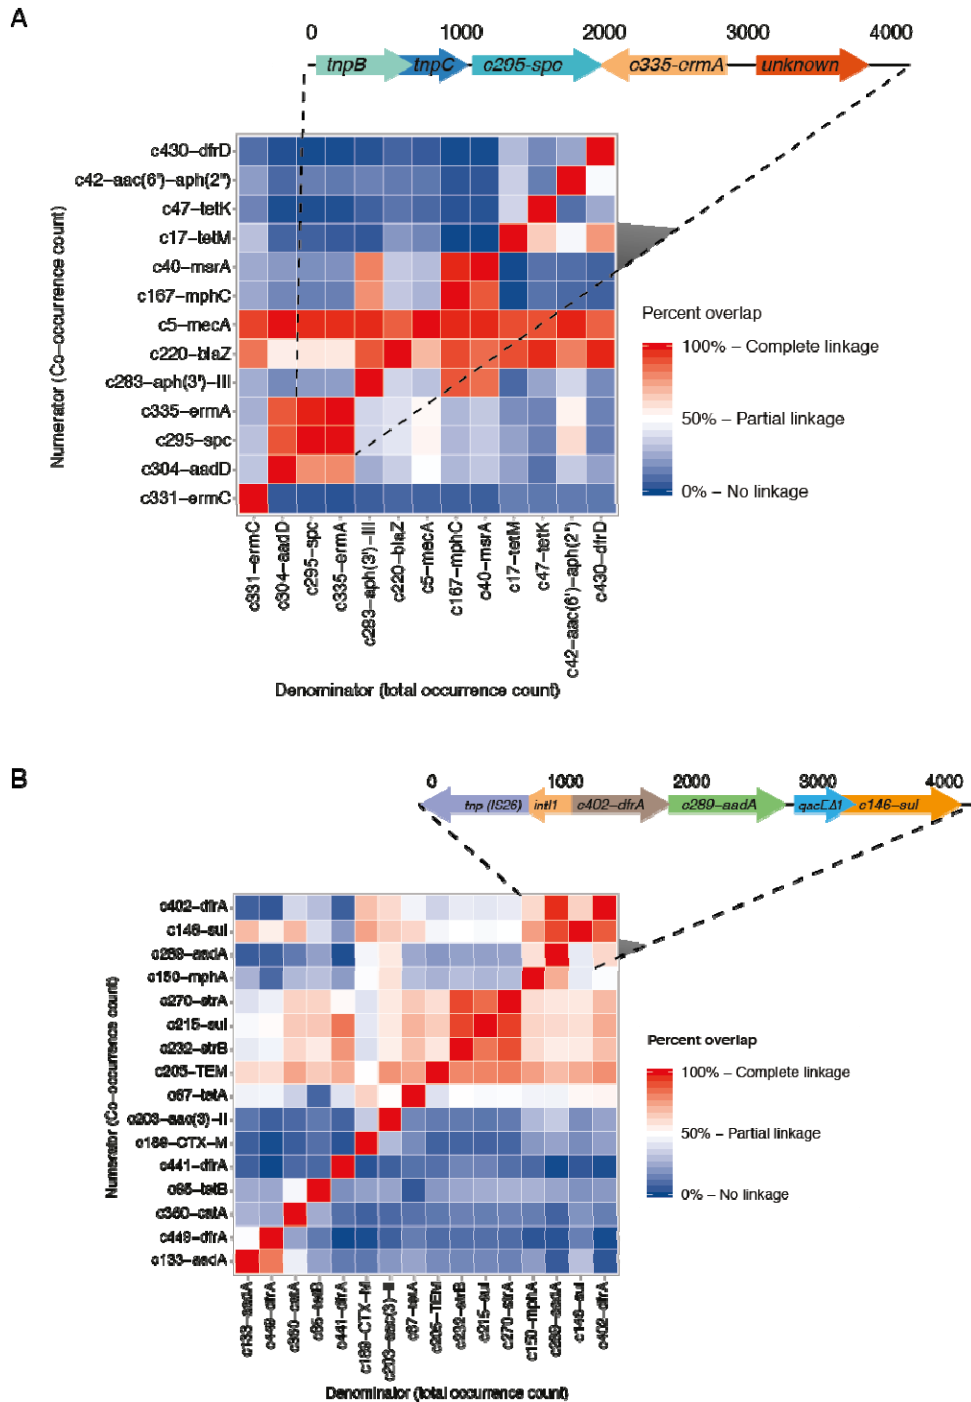 A
0 1000 2000 3000 4000
tnpB tnpC c295-spc c335-ermA unknown
c430-dfrD
c42-aac(6')-aph(2")
c47-tetK
c17-tetM
c40-msrA
c167-mphC
c5-mecA
c220-blaZ
c283-aph(3')-III
c335-ermA
c295-spc
c304-aadD
c331-ermC
Numerator (Co-occurrence count)
Percent overlap
100% – Complete linkage
50% – Partial linkage
0% – No linkage
c331-ermC
c304-aadD
c295-spc
c335-ermA
c283-aph(3')-III
c220-blaZ
c5-mecA
c167-mphC
c40-msrA
c17-tetM
c47-tetK
c42-aac(6')-aph(2")
c430-dfrD
Denominator (total occurrence count)
B
0 1000 2000 3000 4000
tnp (IS26) intI1 c402-dfrA c289-aadA qacEΔ1 c146-sul
c402-dfrA
c146-sul
c289-aadA
c150-mphA
c270-strA
c215-sul
c232-strB
c205-TEM
c67-tetA
c203-aac(3)-II
c189-CTX-M
c441-dfrA
c65-tetB
c360-catA
c449-dfrA
c133-aadA
Numerator (Co-occurrence count)
Percent overlap
100% – Complete linkage
50% – Partial linkage
0% – No linkage
c133-aadA
c449-dfrA
c360-catA
c65-tetB
c441-dfrA
c189-CTX-M
c203-aac(3)-II
c67-tetA
c205-TEM
c232-strB
c215-sul
c270-strA
c150-mphA
c289-aadA
c146-sul
c402-dfrA
Denominator (total occurrence count)